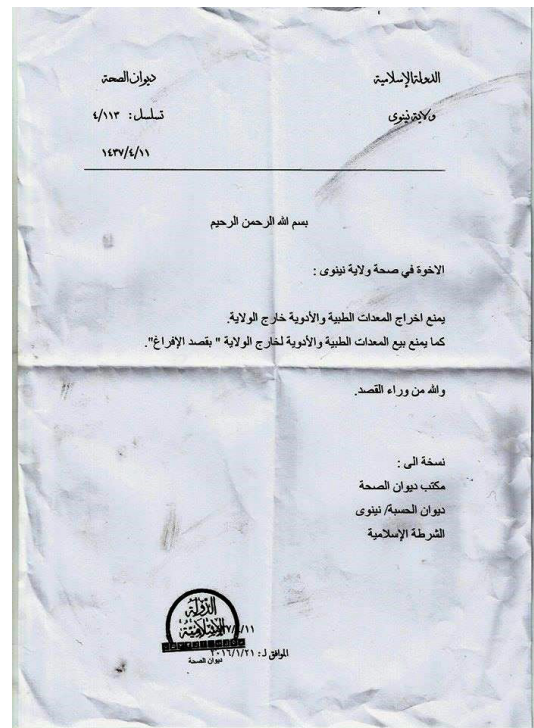 الدولة الإسلامية
ديوان الصحة
ولاية نينوى
تسلسل: ٤/١١٣
١٤٣٧/٤/١١
بسم الله الرحمن الرحيم
الاخوة في صحة ولاية نينوى :
يمنع اخراج المعدات الطبية والأدوية خارج الولاية.
كما يمنع بيع المعدات الطبية والأدوية لخارج الولاية " بقصد الإفراغ".
والله من وراء القصد.
نسخة الى :
مكتب ديوان الصحة
ديوان الحسبة/ نينوى
الشرطة الإسلامية
الدولة
الإسلامية
/١١
الموافق لـ: ٢٠١٦/١/٢١
ديوان الصحة